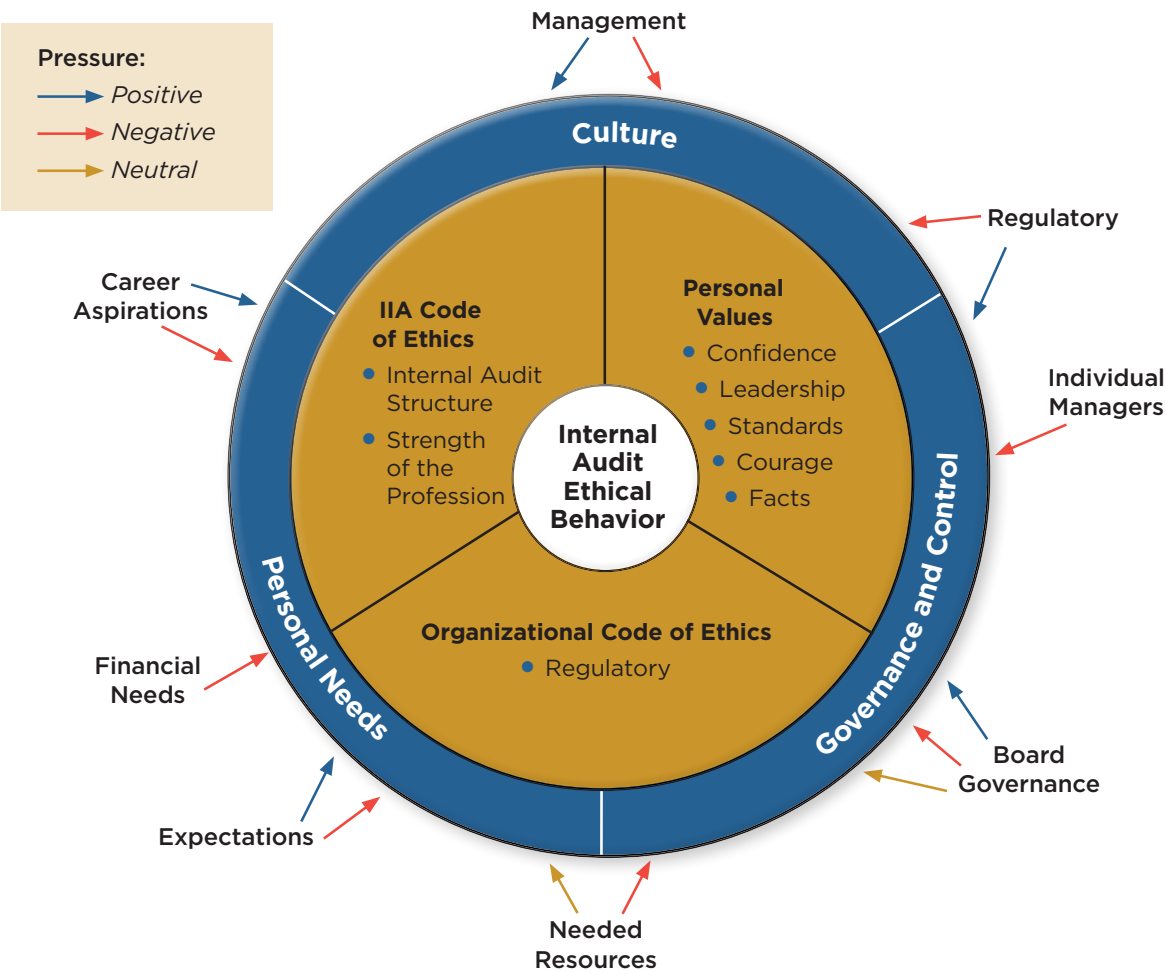 Management
Pressure:
Positive
Negative
Neutral
Culture
Regulatory
Career
Aspirations
IIA Code
of Ethics
Internal Audit
Structure
Strength
of the
Profession
Personal
Values
Confidence
Leadership
Standards
Courage
Facts
Individual
Managers
Internal
Audit
Ethical
Behavior
Governance and Control
Personal Needs
Organizational Code of Ethics
Regulatory
Financial
Needs
Board
Governance
Expectations
Needed
Resources